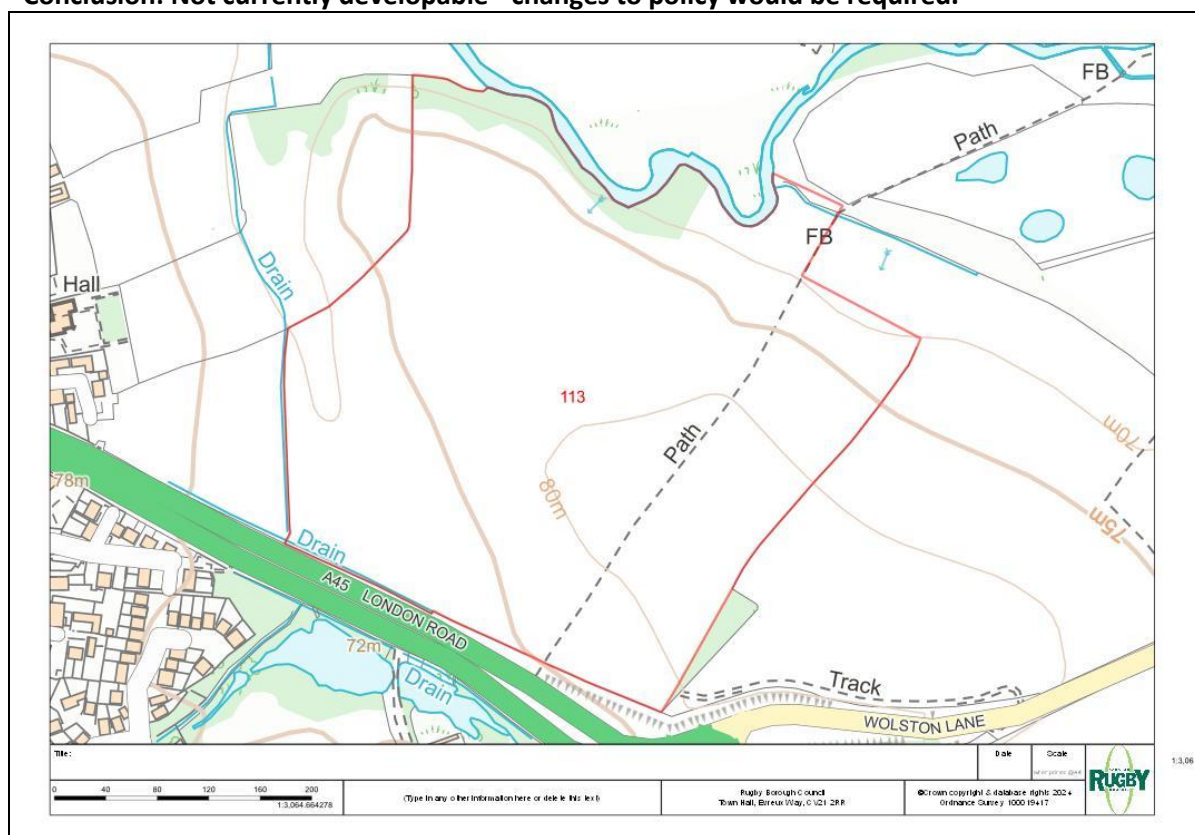 Conclusion: Not currently developable - changes to policy would be required.
FB
Path
FB
Drain
Hall
113
Path
80m
70m
75m
78m
Drain
A45 LONDON ROAD
72m
Drain
Track
WOLSTON LANE
Title:
Date
Scale
0 40 80 120 160 200
1:3,064.664278
(Type in any other information here or delete this text)
Rugby Borough Council
Town Hall, Evreux Way, CV21 2RR
©Crown copyright & database rights 2024
Ordnance Survey 100019417
RUGBY
1:3,06